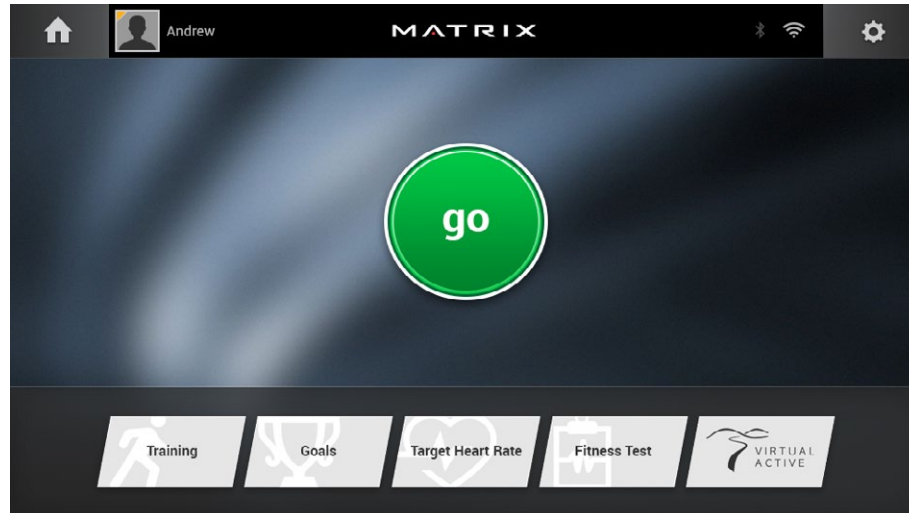 Andrew
MATRIX
go
Training
Goals
Target Heart Rate
Fitness Test
VIRTUAL
ACTIVE